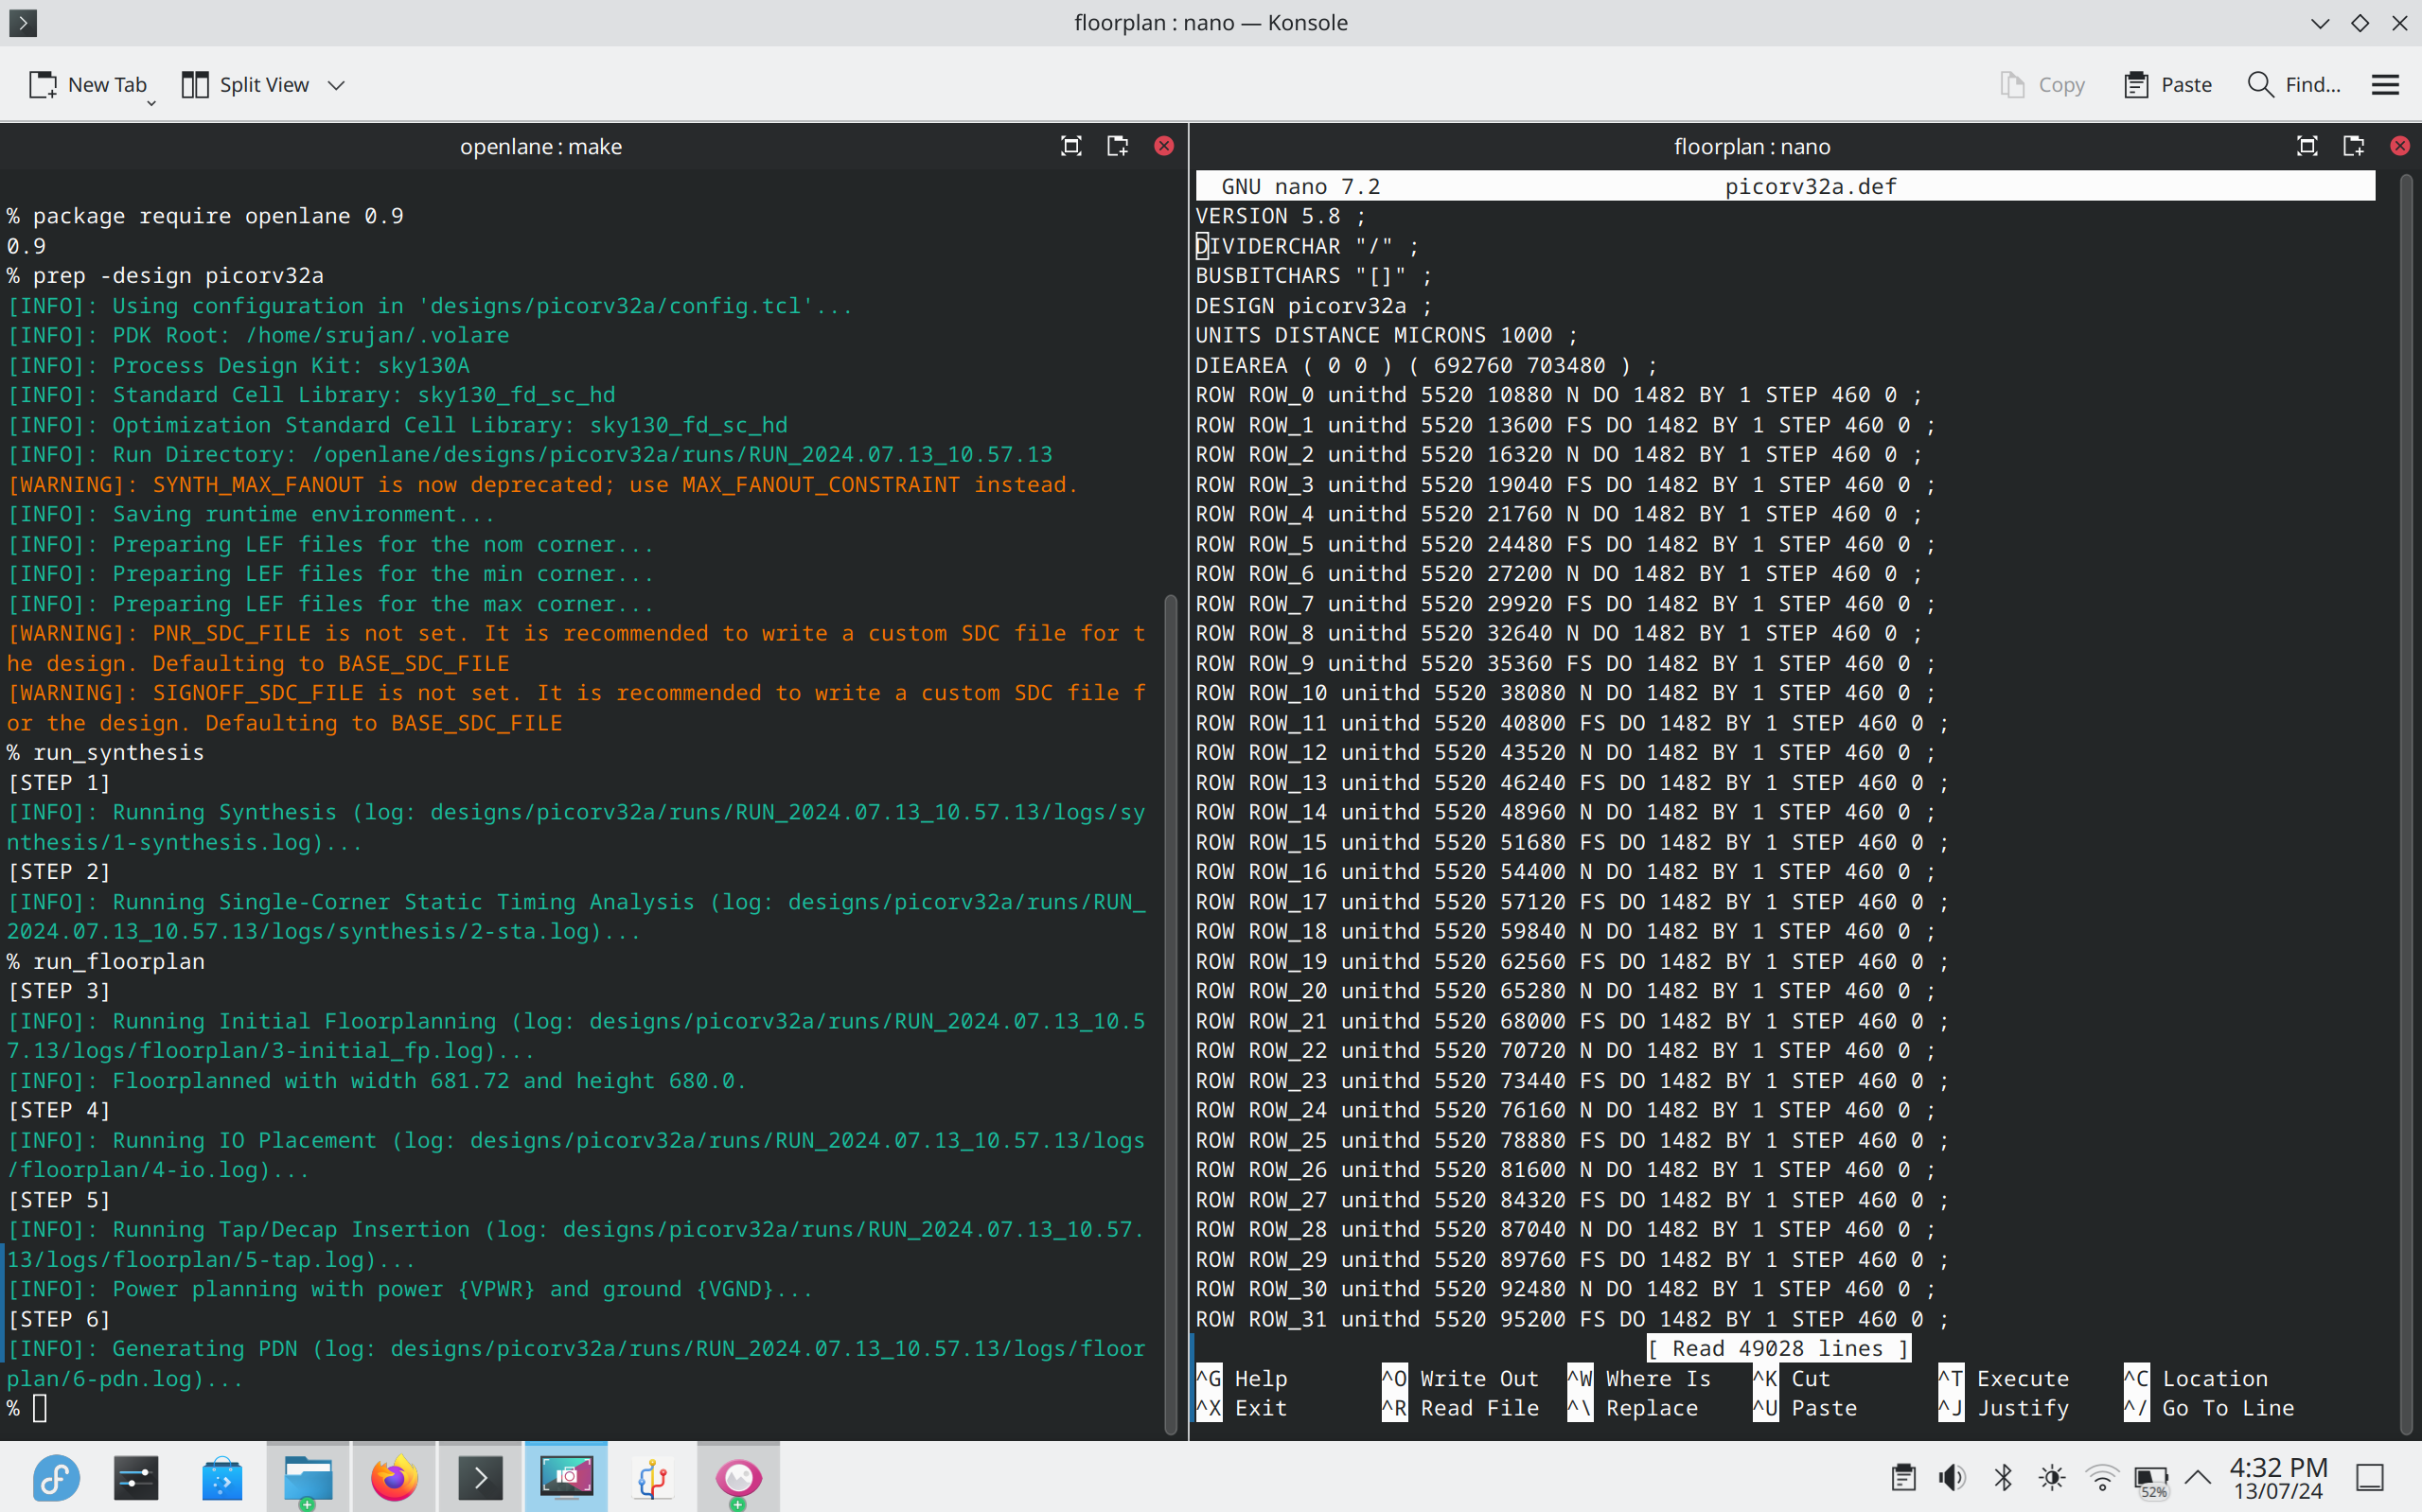 floorplan : nano — Konsole
New Tab
Split View
Copy
Paste
Find...
openlane : make
% package require openlane 0.9
0.9
% prep -design picorv32a
[INFO]: Using configuration in 'designs/picorv32a/config.tcl'...
[INFO]: PDK Root: /home/srujan/.volare
[INFO]: Process Design Kit: sky130A
[INFO]: Standard Cell Library: sky130_fd_sc_hd
[INFO]: Optimization Standard Cell Library: sky130_fd_sc_hd
[INFO]: Run Directory: /openlane/designs/picorv32a/runs/RUN_2024.07.13_10.57.13
[WARNING]: SYNTH_MAX_FANOUT is now deprecated; use MAX_FANOUT_CONSTRAINT instead.
[INFO]: Saving runtime environment...
[INFO]: Preparing LEF files for the nom corner...
[INFO]: Preparing LEF files for the min corner...
[INFO]: Preparing LEF files for the max corner...
[WARNING]: PNR_SDC_FILE is not set. It is recommended to write a custom SDC file for t
he design. Defaulting to BASE_SDC_FILE
[WARNING]: SIGNOFF_SDC_FILE is not set. It is recommended to write a custom SDC file f
or the design. Defaulting to BASE_SDC_FILE
% run_synthesis
[STEP 1]
[INFO]: Running Synthesis (log: designs/picorv32a/runs/RUN_2024.07.13_10.57.13/logs/sy
nthesis/1-synthesis.log)...
[STEP 2]
[INFO]: Running Single-Corner Static Timing Analysis (log: designs/picorv32a/runs/RUN_
2024.07.13_10.57.13/logs/synthesis/2-sta.log)...
% run_floorplan
[STEP 3]
[INFO]: Running Initial Floorplanning (log: designs/picorv32a/runs/RUN_2024.07.13_10.5
7.13/logs/floorplan/3-initial_fp.log)...
[INFO]: Floorplanned with width 681.72 and height 680.0.
[STEP 4]
[INFO]: Running IO Placement (log: designs/picorv32a/runs/RUN_2024.07.13_10.57.13/logs
/floorplan/4-io.log)...
[STEP 5]
[INFO]: Running Tap/Decap Insertion (log: designs/picorv32a/runs/RUN_2024.07.13_10.57.
13/logs/floorplan/5-tap.log)...
[INFO]: Power planning with power {VPWR} and ground {VGND}...
[STEP 6]
[INFO]: Generating PDN (log: designs/picorv32a/runs/RUN_2024.07.13_10.57.13/logs/floor
plan/6-pdn.log)...
%
floorplan : nano
GNU nano 7.2 picorv32a.def
VERSION 5.8 ;
DIVIDERCHAR "/" ;
BUSBITCHARS "[]" ;
DESIGN picorv32a ;
UNITS DISTANCE MICRONS 1000 ;
DIEAREA ( 0 0 ) ( 692760 703480 ) ;
ROW ROW_0 unithd 5520 10880 N DO 1482 BY 1 STEP 460 0 ;
ROW ROW_1 unithd 5520 13600 FS DO 1482 BY 1 STEP 460 0 ;
ROW ROW_2 unithd 5520 16320 N DO 1482 BY 1 STEP 460 0 ;
ROW ROW_3 unithd 5520 19040 FS DO 1482 BY 1 STEP 460 0 ;
ROW ROW_4 unithd 5520 21760 N DO 1482 BY 1 STEP 460 0 ;
ROW ROW_5 unithd 5520 24480 FS DO 1482 BY 1 STEP 460 0 ;
ROW ROW_6 unithd 5520 27200 N DO 1482 BY 1 STEP 460 0 ;
ROW ROW_7 unithd 5520 29920 FS DO 1482 BY 1 STEP 460 0 ;
ROW ROW_8 unithd 5520 32640 N DO 1482 BY 1 STEP 460 0 ;
ROW ROW_9 unithd 5520 35360 FS DO 1482 BY 1 STEP 460 0 ;
ROW ROW_10 unithd 5520 38080 N DO 1482 BY 1 STEP 460 0 ;
ROW ROW_11 unithd 5520 40800 FS DO 1482 BY 1 STEP 460 0 ;
ROW ROW_12 unithd 5520 43520 N DO 1482 BY 1 STEP 460 0 ;
ROW ROW_13 unithd 5520 46240 FS DO 1482 BY 1 STEP 460 0 ;
ROW ROW_14 unithd 5520 48960 N DO 1482 BY 1 STEP 460 0 ;
ROW ROW_15 unithd 5520 51680 FS DO 1482 BY 1 STEP 460 0 ;
ROW ROW_16 unithd 5520 54400 N DO 1482 BY 1 STEP 460 0 ;
ROW ROW_17 unithd 5520 57120 FS DO 1482 BY 1 STEP 460 0 ;
ROW ROW_18 unithd 5520 59840 N DO 1482 BY 1 STEP 460 0 ;
ROW ROW_19 unithd 5520 62560 FS DO 1482 BY 1 STEP 460 0 ;
ROW ROW_20 unithd 5520 65280 N DO 1482 BY 1 STEP 460 0 ;
ROW ROW_21 unithd 5520 68000 FS DO 1482 BY 1 STEP 460 0 ;
ROW ROW_22 unithd 5520 70720 N DO 1482 BY 1 STEP 460 0 ;
ROW ROW_23 unithd 5520 73440 FS DO 1482 BY 1 STEP 460 0 ;
ROW ROW_24 unithd 5520 76160 N DO 1482 BY 1 STEP 460 0 ;
ROW ROW_25 unithd 5520 78880 FS DO 1482 BY 1 STEP 460 0 ;
ROW ROW_26 unithd 5520 81600 N DO 1482 BY 1 STEP 460 0 ;
ROW ROW_27 unithd 5520 84320 FS DO 1482 BY 1 STEP 460 0 ;
ROW ROW_28 unithd 5520 87040 N DO 1482 BY 1 STEP 460 0 ;
ROW ROW_29 unithd 5520 89760 FS DO 1482 BY 1 STEP 460 0 ;
ROW ROW_30 unithd 5520 92480 N DO 1482 BY 1 STEP 460 0 ;
ROW ROW_31 unithd 5520 95200 FS DO 1482 BY 1 STEP 460 0 ;
[ Read 49028 lines ]
^G Help ^O Write Out ^W Where Is ^K Cut ^T Execute ^C Location
^X Exit ^R Read File ^\ Replace ^U Paste ^J Justify ^/ Go To Line
52%
4:32 PM
13/07/24